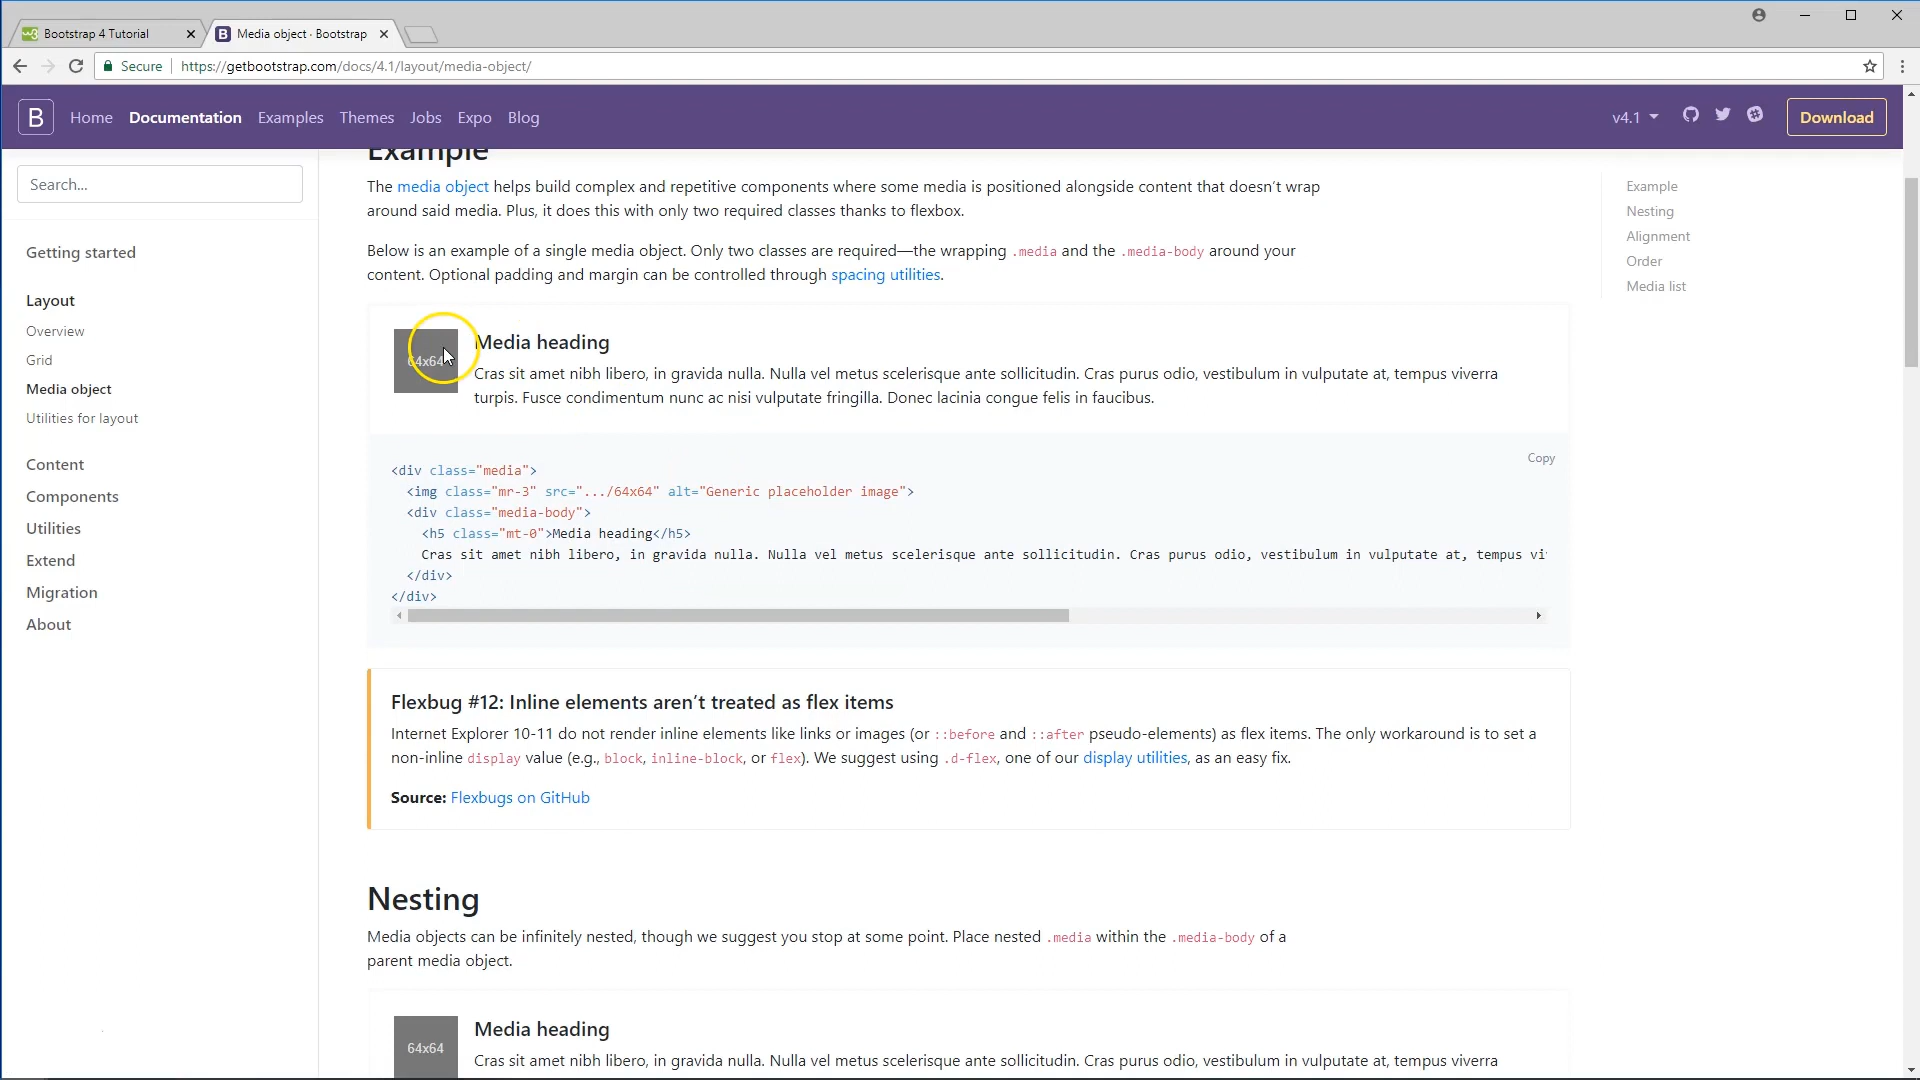 Bootstrap 4 Tutorial
Media object · Bootstrap
Secure
https://getbootstrap.com/docs/4.1/layout/media-object/
B Home Documentation Examples Themes Jobs Expo Blog v4.1 Download
Search...
Getting started
Layout
Overview
Grid
Media object
Utilities for layout
Content
Components
Utilities
Extend
Migration
About
Example
The media object helps build complex and repetitive components where some media is positioned alongside content that doesn’t wrap
around said media. Plus, it does this with only two required classes thanks to flexbox.
Below is an example of a single media object. Only two classes are required—the wrapping .media and the .media-body around your
content. Optional padding and margin can be controlled through spacing utilities.
64x64
Media heading
Cras sit amet nibh libero, in gravida nulla. Nulla vel metus scelerisque ante sollicitudin. Cras purus odio, vestibulum in vulputate at, tempus viverra
turpis. Fusce condimentum nunc ac nisi vulputate fringilla. Donec lacinia congue felis in faucibus.
Copy
<div class="media">
  <img class="mr-3" src=".../64x64" alt="Generic placeholder image">
  <div class="media-body">
    <h5 class="mt-0">Media heading</h5>
    Cras sit amet nibh libero, in gravida nulla. Nulla vel metus scelerisque ante sollicitudin. Cras purus odio, vestibulum in vulputate at, tempus vi
  </div>
</div>
Flexbug #12: Inline elements aren’t treated as flex items
Internet Explorer 10-11 do not render inline elements like links or images (or ::before and ::after pseudo-elements) as flex items. The only workaround is to set a
non-inline display value (e.g., block, inline-block, or flex). We suggest using .d-flex, one of our display utilities, as an easy fix.
Source: Flexbugs on GitHub
Nesting
Media objects can be infinitely nested, though we suggest you stop at some point. Place nested .media within the .media-body of a
parent media object.
64x64
Media heading
Cras sit amet nibh libero, in gravida nulla. Nulla vel metus scelerisque ante sollicitudin. Cras purus odio, vestibulum in vulputate at, tempus viverra
Example
Nesting
Alignment
Order
Media list